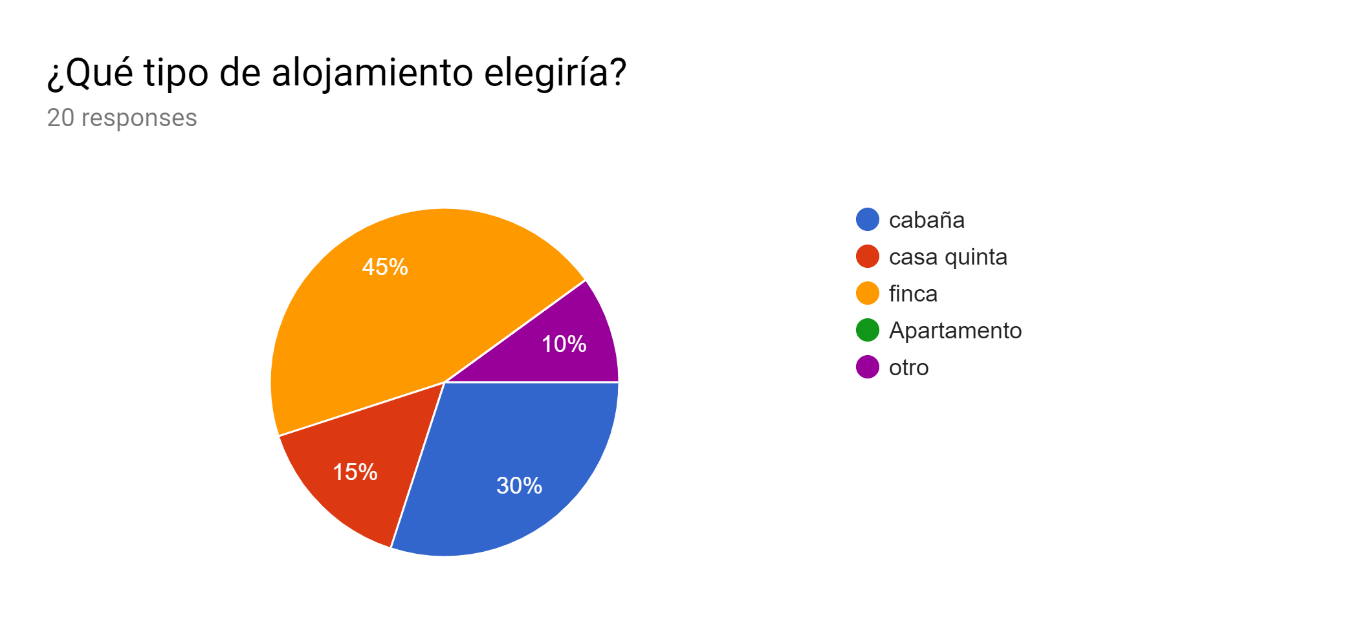 ¿Qué tipo de alojamiento elegiría?
20 responses
45%
10%
15%
30%
cabaña
casa quinta
finca
Apartamento
otro